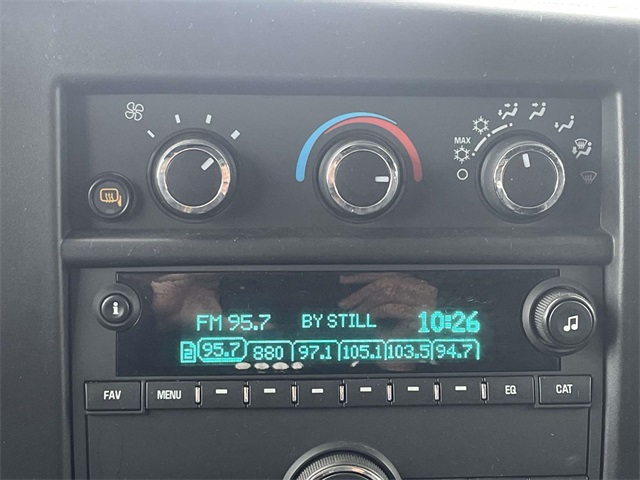 MAX
FM 95.7 BY STILL 10:26
2 95.7 880 97.1 105.1 103.5 94.7
FAV MENU EQ CAT